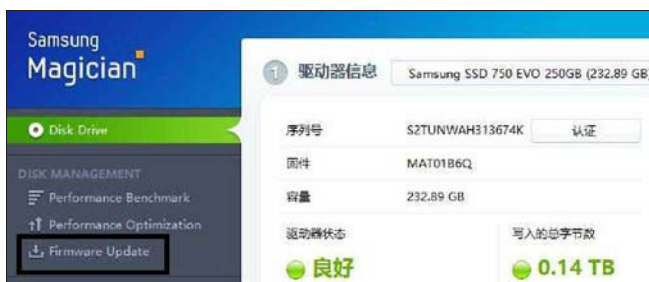 Samsung
Magician
Disk Drive
DISK MANAGEMENT
Performance Benchmark
Performance Optimization
Firmware Update
1 驱动器信息 Samsung SSD 750 EVO 250GB (232.89 GB)
序列号 S2TUNWAH313674K 认证
固件 MAT01B6Q
容量 232.89 GB
驱动器状态 写入的总字节数
良好 0.14 TB